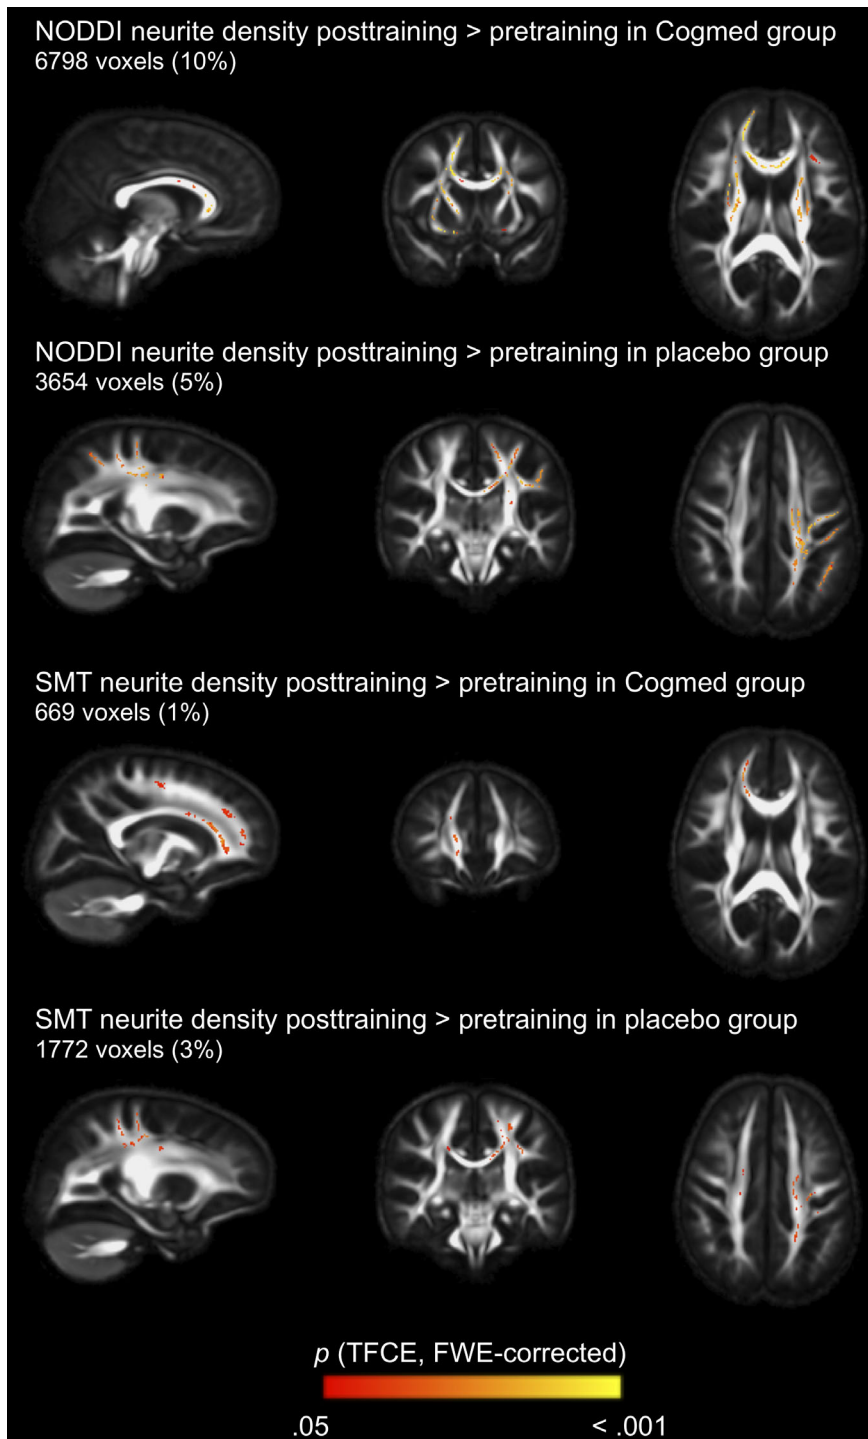 NODDI neurite density posttraining > pretraining in Cogmed group
6798 voxels (10%)
NODDI neurite density posttraining > pretraining in placebo group
3654 voxels (5%)
SMT neurite density posttraining > pretraining in Cogmed group
669 voxels (1%)
SMT neurite density posttraining > pretraining in placebo group
1772 voxels (3%)
p (TFCE, FWE-corrected)
.05 < .001